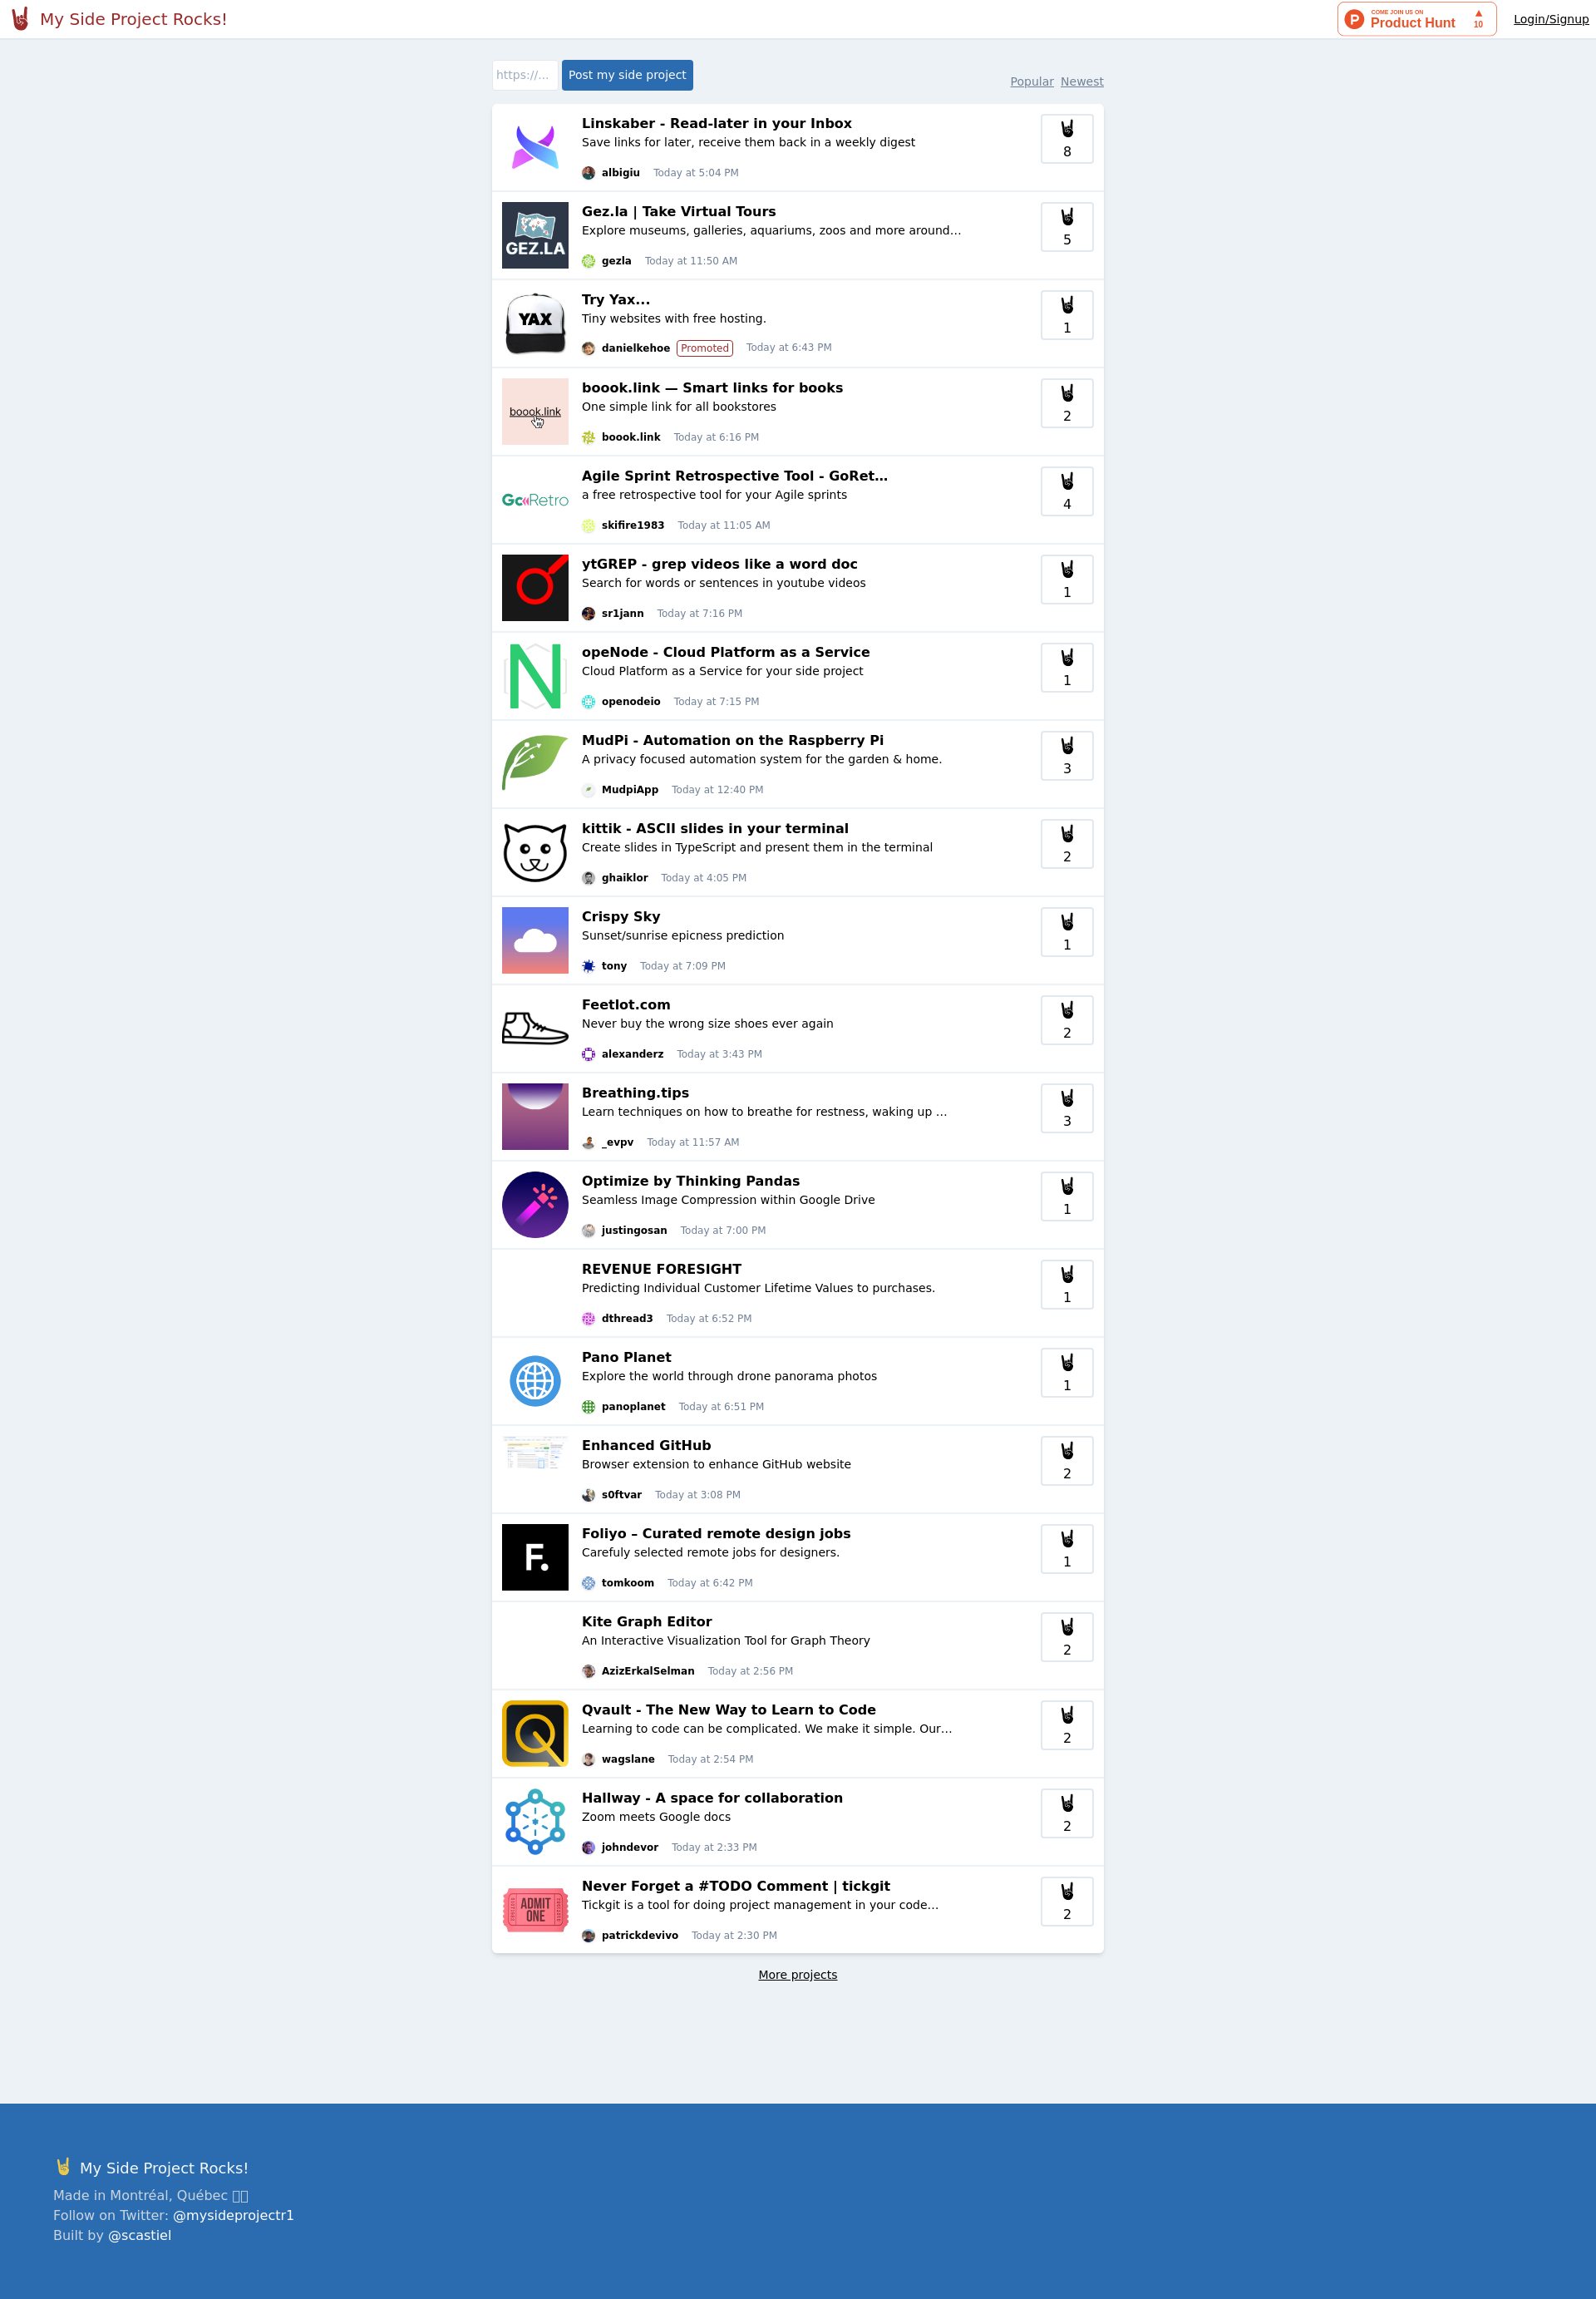 My Side Project Rocks!
COME JOIN US ON
Product Hunt
▲
10
Login/Signup
https://...
Post my side project
Popular Newest
Linskaber - Read-later in your Inbox
Save links for later, receive them back in a weekly digest
albigiu Today at 5:04 PM
8
GEZ.LA
Gez.la | Take Virtual Tours
Explore museums, galleries, aquariums, zoos and more around…
gezla Today at 11:50 AM
5
YAX
Try Yax...
Tiny websites with free hosting.
danielkehoe Promoted Today at 6:43 PM
1
boook.link
boook.link — Smart links for books
One simple link for all bookstores
boook.link Today at 6:16 PM
2
GoRetro
Agile Sprint Retrospective Tool - GoRet…
a free retrospective tool for your Agile sprints
skifire1983 Today at 11:05 AM
4
ytGREP - grep videos like a word doc
Search for words or sentences in youtube videos
sr1jann Today at 7:16 PM
1
N
opeNode - Cloud Platform as a Service
Cloud Platform as a Service for your side project
openodeio Today at 7:15 PM
1
MudPi - Automation on the Raspberry Pi
A privacy focused automation system for the garden & home.
MudpiApp Today at 12:40 PM
3
kittik - ASCII slides in your terminal
Create slides in TypeScript and present them in the terminal
ghaiklor Today at 4:05 PM
2
Crispy Sky
Sunset/sunrise epicness prediction
tony Today at 7:09 PM
1
Feetlot.com
Never buy the wrong size shoes ever again
alexanderz Today at 3:43 PM
2
Breathing.tips
Learn techniques on how to breathe for restness, waking up …
_evpv Today at 11:57 AM
3
Optimize by Thinking Pandas
Seamless Image Compression within Google Drive
justingosan Today at 7:00 PM
1
REVENUE FORESIGHT
Predicting Individual Customer Lifetime Values to purchases.
dthread3 Today at 6:52 PM
1
Pano Planet
Explore the world through drone panorama photos
panoplanet Today at 6:51 PM
1
Enhanced GitHub
Browser extension to enhance GitHub website
s0ftvar Today at 3:08 PM
2
F.
Foliyo – Curated remote design jobs
Carefuly selected remote jobs for designers.
tomkoom Today at 6:42 PM
1
Kite Graph Editor
An Interactive Visualization Tool for Graph Theory
AzizErkalSelman Today at 2:56 PM
2
Q
Qvault - The New Way to Learn to Code
Learning to code can be complicated. We make it simple. Our…
wagslane Today at 2:54 PM
2
Hallway - A space for collaboration
Zoom meets Google docs
johndevor Today at 2:33 PM
2
ADMIT
ONE
Never Forget a #TODO Comment | tickgit
Tickgit is a tool for doing project management in your code…
patrickdevivo Today at 2:30 PM
2
More projects
My Side Project Rocks!
Made in Montréal, Québec
Follow on Twitter: @mysideprojectr1
Built by @scastiel